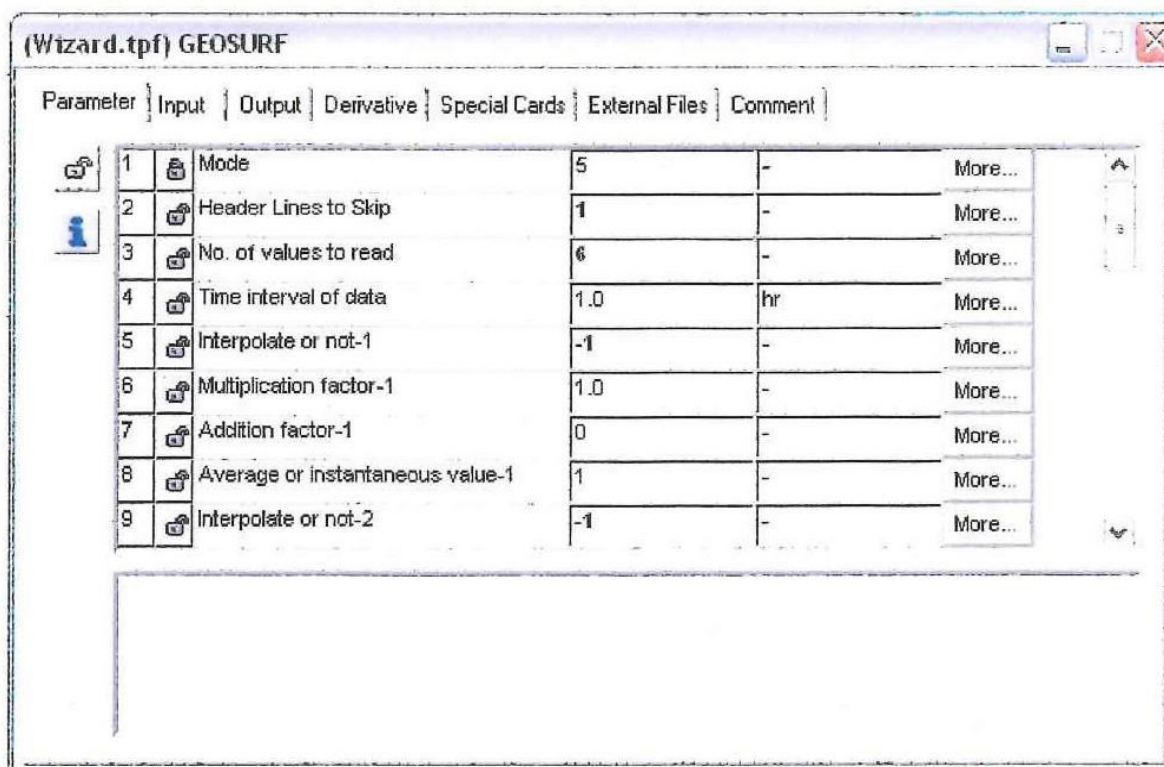 (Wizard.tpf) GEOSURF
Parameter Input Output Derivative Special Cards External Files Comment
1 Mode 5 - More...
2 Header Lines to Skip 1 - More...
3 No. of values to read 6 - More...
4 Time interval of data 1.0 hr More...
5 Interpolate or not-1 -1 - More...
6 Multiplication factor-1 1.0 - More...
7 Addition factor-1 0 - More...
8 Average or instantaneous value-1 1 - More...
9 Interpolate or not-2 -1 - More...